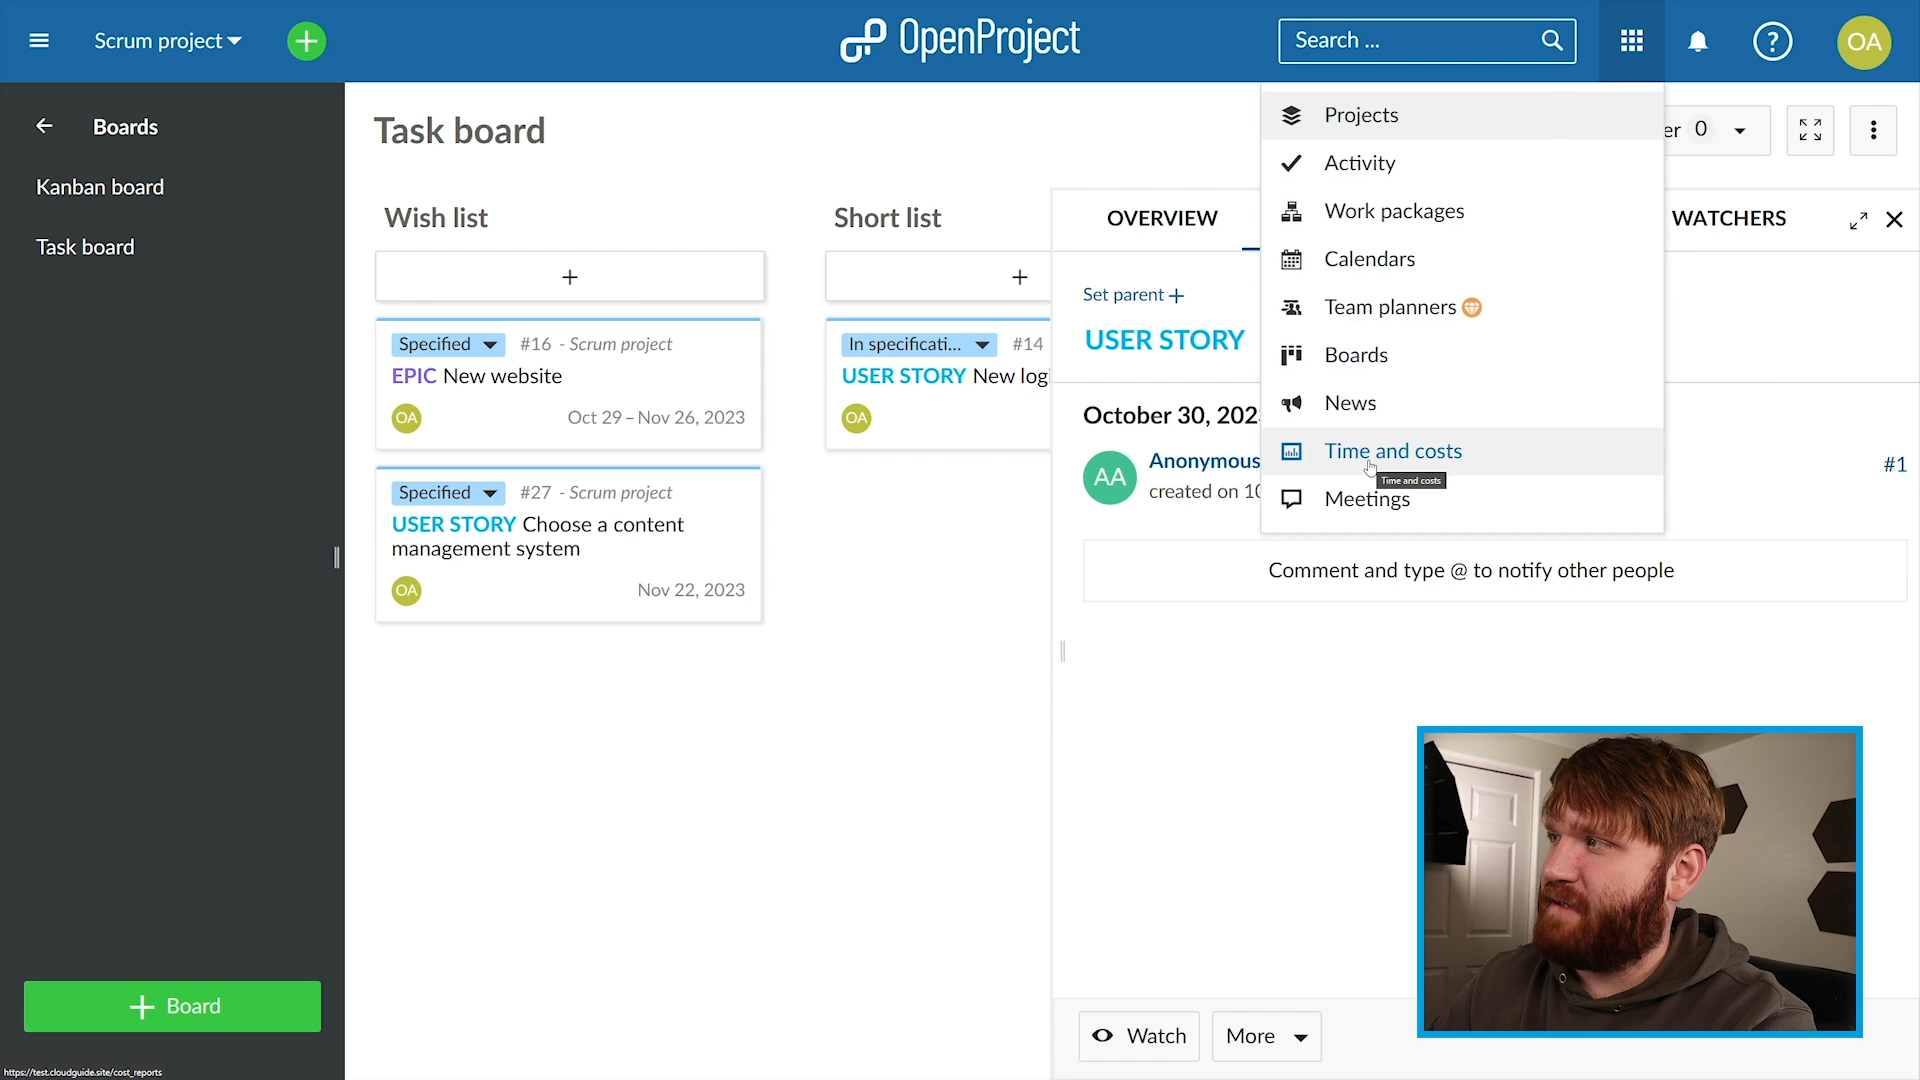 Scrum project
OpenProject
Search ...
?
OA
Boards
Kanban board
Task board
Board
Task board
er 0
Wish list
Specified #16 - Scrum project
EPIC New website
OA Oct 29 – Nov 26, 2023
Specified #27 - Scrum project
USER STORY Choose a content
management system
OA Nov 22, 2023
Short list
In specificati... #14
USER STORY New log
OA
Projects
Activity
Work packages
Calendars
Team planners
Boards
News
Time and costs
Time and costs
Meetings
OVERVIEW
WATCHERS
Set parent
USER STORY
October 30, 202
AA
Anonymous
created on 10
#1
Comment and type @ to notify other people
Watch
More
https://test.cloudguide.site/cost_reports